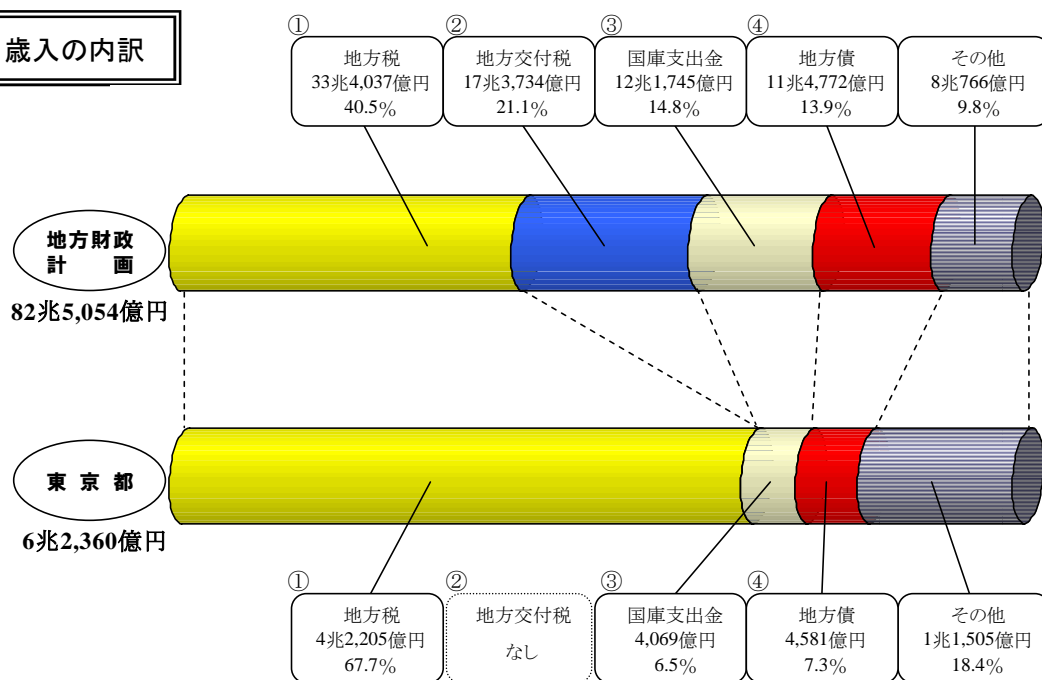 歳入の内訳
①
地方税
33兆4,037億円
40.5%
②
地方交付税
17兆3,734億円
21.1%
③
国庫支出金
12兆1,745億円
14.8%
④
地方債
11兆4,772億円
13.9%
その他
8兆766億円
9.8%
地方財政
計画
82兆5,054億円
東京都
6兆2,360億円
①
地方税
4兆2,205億円
67.7%
②
地方交付税
なし
③
国庫支出金
4,069億円
6.5%
④
地方債
4,581億円
7.3%
その他
1兆1,505億円
18.4%